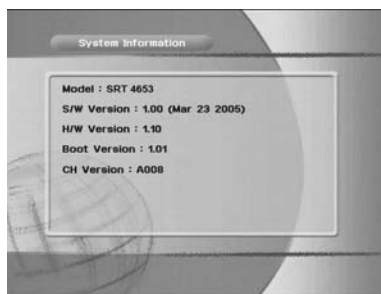 System Information
Model : SRT 4653
S/W Version : 1.00 (Mar 23 2005)
H/W Version : 1.10
Boot Version : 1.01
CH Version : A008